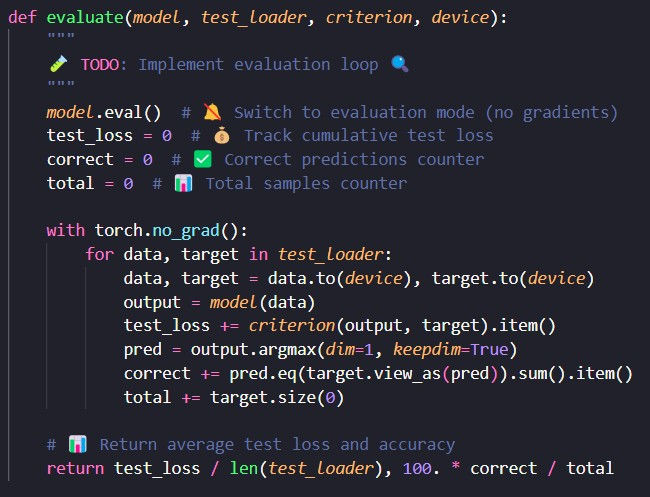 def evaluate(model, test_loader, criterion, device):
    """
    🧪 TODO: Implement evaluation loop 🔍
    """
    model.eval()  # 🔕 Switch to evaluation mode (no gradients)
    test_loss = 0  # 💰 Track cumulative test loss
    correct = 0  # ✅ Correct predictions counter
    total = 0  # 📊 Total samples counter

    with torch.no_grad():
        for data, target in test_loader:
            data, target = data.to(device), target.to(device)
            output = model(data)
            test_loss += criterion(output, target).item()
            pred = output.argmax(dim=1, keepdim=True)
            correct += pred.eq(target.view_as(pred)).sum().item()
            total += target.size(0)

    # 📊 Return average test loss and accuracy
    return test_loss / len(test_loader), 100. * correct / total